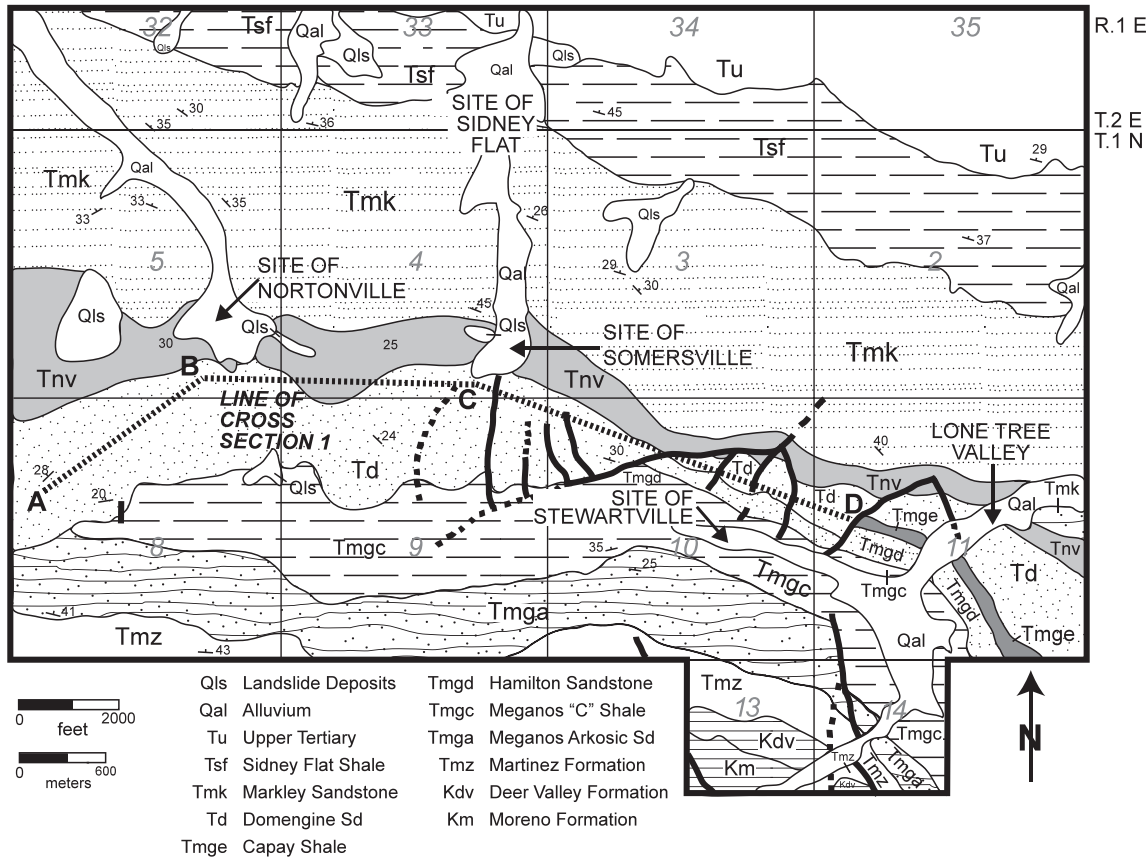 R.1 E
T.2 E
T.1 N
32
33
34
35
Tsf
Qls
Qal
Qls
Tsf
Tu
Qal
Qls
Tu
SITE OF
SIDNEY
FLAT
30
35
36
45
Tsf
Tu
29
Tmk
Qal
33
33
35
Tmk
26
Qls
37
5
4
3
2
SITE OF
NORTONVILLE
Qa
29
30
Qal
Qls
45
Qls
Qls
30
25
SITE OF
SOMERSVILLE
Tmk
Tnv
B
Tnv
C
LINE OF
CROSS
SECTION 1
24
40
LONE TREE
VALLEY
28
A
20
Qls
Td
30
Tmgd
Td
Tnv
Tmk
SITE OF
STEWARTVILLE
Td
D
Tmge
Qal
8
Tmgc
9
35
10
Tmgd
11
Tnv
25
Tmgc
Tmgc
Td
Tmgd
41
Tmz
Tmga
Qal
Tmge
43
Tmz
13
14
Kdv
Tmgc
Km
Tmz
Tmz
Tmga
Kdv
0
2000
feet
0
600
meters
Qls Landslide Deposits
Qal Alluvium
Tu Upper Tertiary
Tsf Sidney Flat Shale
Tmk Markley Sandstone
Td Domengine Sd
Tmge Capay Shale
Tmgd Hamilton Sandstone
Tmgc Meganos “C” Shale
Tmga Meganos Arkosic Sd
Tmz Martinez Formation
Kdv Deer Valley Formation
Km Moreno Formation
N